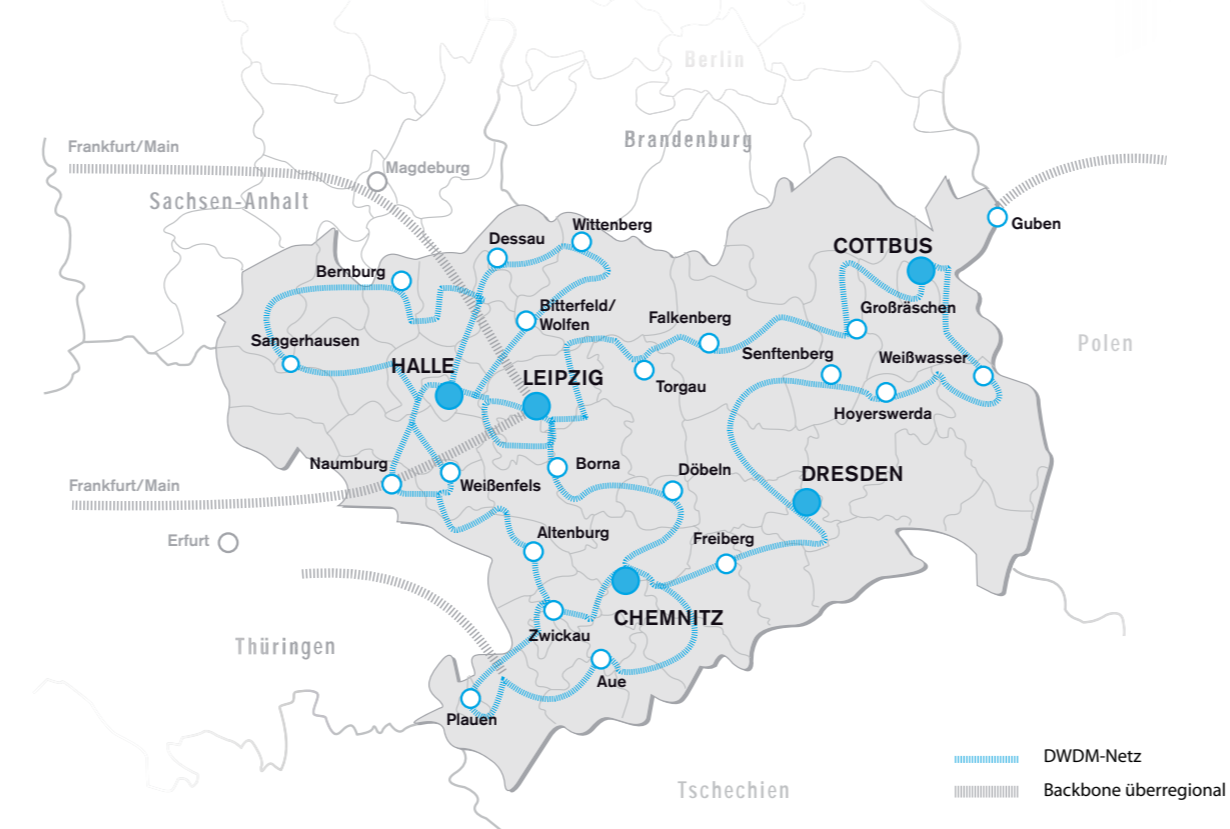 Berlin
Brandenburg
Frankfurt/Main
Magdeburg
Sachsen-Anhalt
Wittenberg
Guben
Dessau
COTTBUS
Bernburg
Bitterfeld/
Wolfen
Großräschen
Falkenberg
Sangerhausen
Senftenberg
Weißwasser
Polen
HALLE
LEIPZIG
Torgau
Hoyerswerda
Naumburg
Borna
Döbeln
DRESDEN
Frankfurt/Main
Weißenfels
Erfurt
Altenburg
Freiberg
CHEMNITZ
Zwickau
Thüringen
Aue
Plauen
DWDM-Netz
Tschechien
Backbone überregional